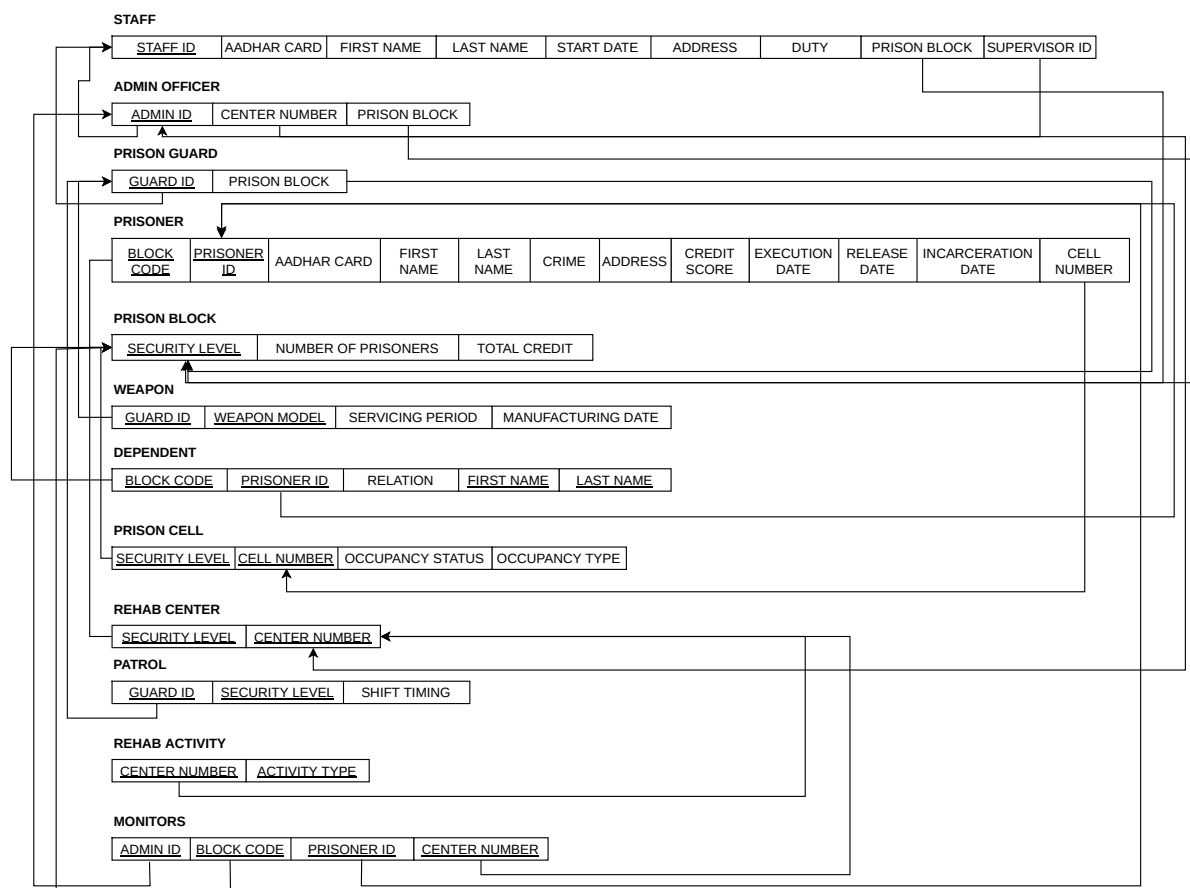 STAFF
STAFF ID AADHAR CARD FIRST NAME LAST NAME START DATE ADDRESS DUTY PRISON BLOCK SUPERVISOR ID
ADMIN OFFICER
ADMIN ID CENTER NUMBER PRISON BLOCK
PRISON GUARD
GUARD ID PRISON BLOCK
PRISONER
BLOCK CODE PRISONER ID AADHAR CARD FIRST NAME LAST NAME CRIME ADDRESS CREDIT SCORE EXECUTION DATE RELEASE DATE INCARCERATION DATE CELL NUMBER
PRISON BLOCK
SECURITY LEVEL NUMBER OF PRISONERS TOTAL CREDIT
WEAPON
GUARD ID WEAPON MODEL SERVICING PERIOD MANUFACTURING DATE
DEPENDENT
BLOCK CODE PRISONER ID RELATION FIRST NAME LAST NAME
PRISON CELL
SECURITY LEVEL CELL NUMBER OCCUPANCY STATUS OCCUPANCY TYPE
REHAB CENTER
SECURITY LEVEL CENTER NUMBER
PATROL
GUARD ID SECURITY LEVEL SHIFT TIMING
REHAB ACTIVITY
CENTER NUMBER ACTIVITY TYPE
MONITORS
ADMIN ID BLOCK CODE PRISONER ID CENTER NUMBER